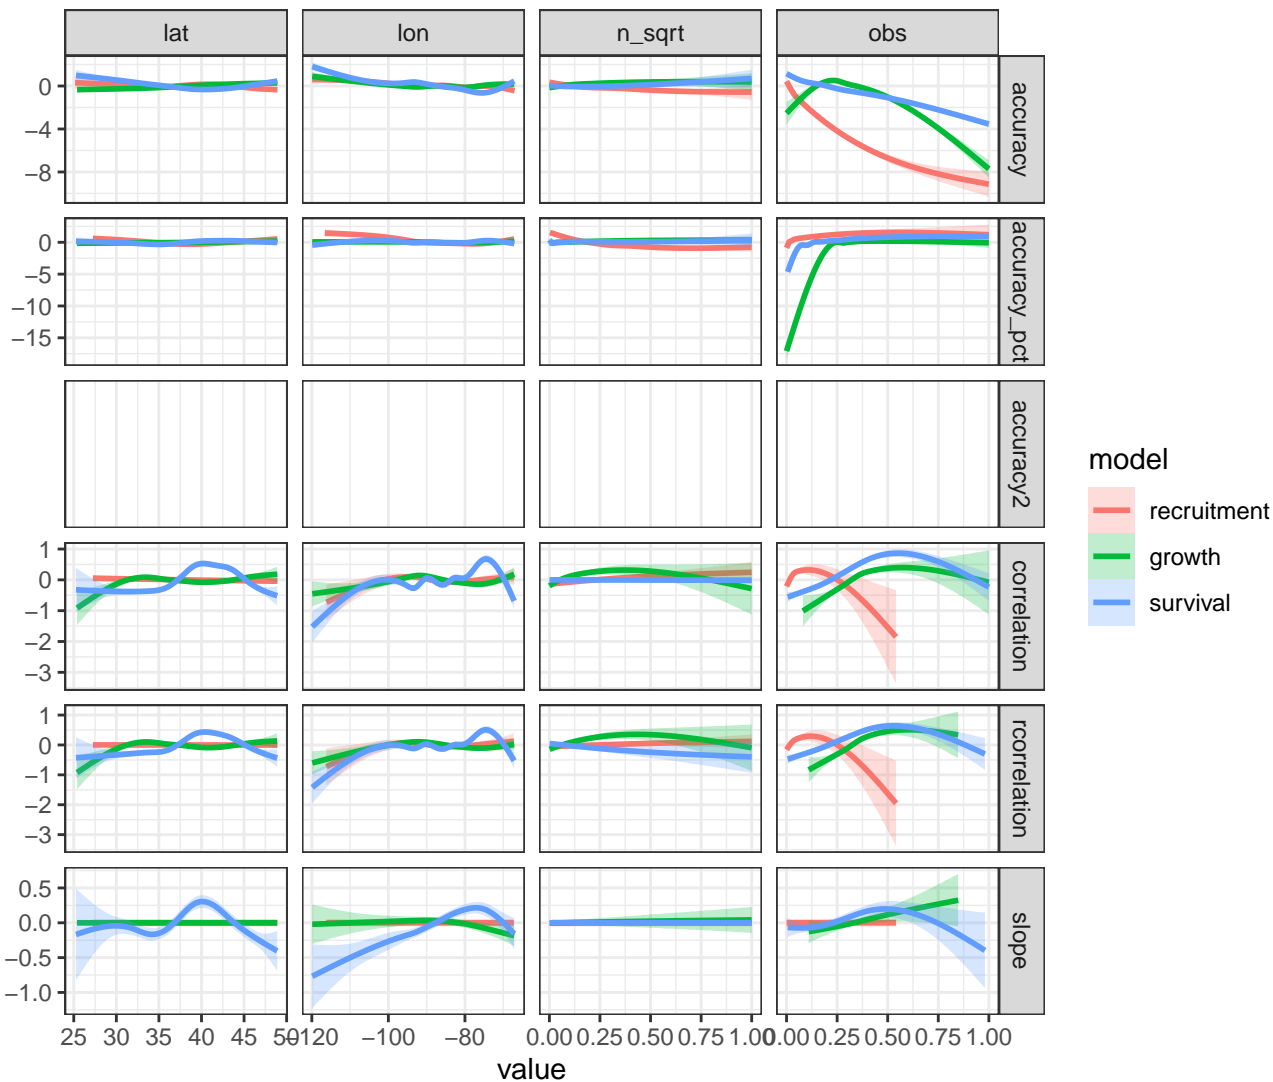 lat lon n_sqrt obs
0
−4
−8
accuracy
0
−5
−10
−15
accuracy_pct
accuracy2
1
0
−1
−2
−3
correlation
1
0
−1
−2
−3
rcorrelation
0.5
0.0
−0.5
−1.0
slope
25 30 35 40 45 50 −120 −100 −80 0.00 0.25 0.50 0.75 1.00 0.00 0.25 0.50 0.75 1.00
value
model
recruitment
growth
survival